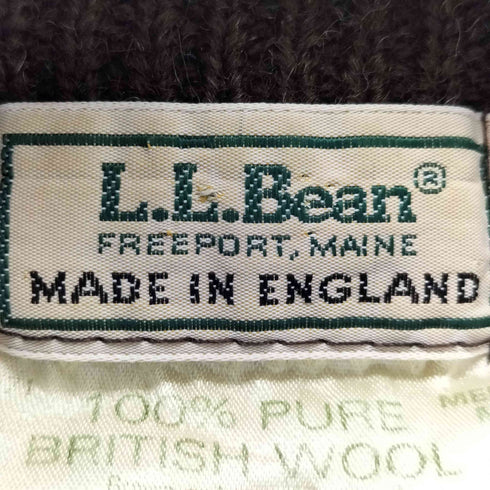 L.L.Bean®
FREEPORT, MAINE
MADE IN ENGLAND
100% PURE
BRITISH WOOL